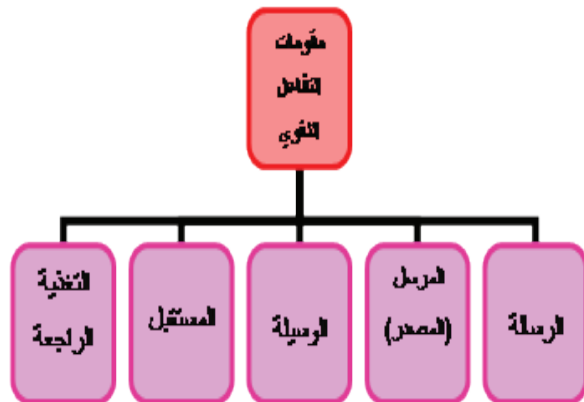 مقومات
التفاعل
اللغوي
الرسالة
المرسل
(المصدر)
الوسيلة
المستقبل
التغذية
الراجعة